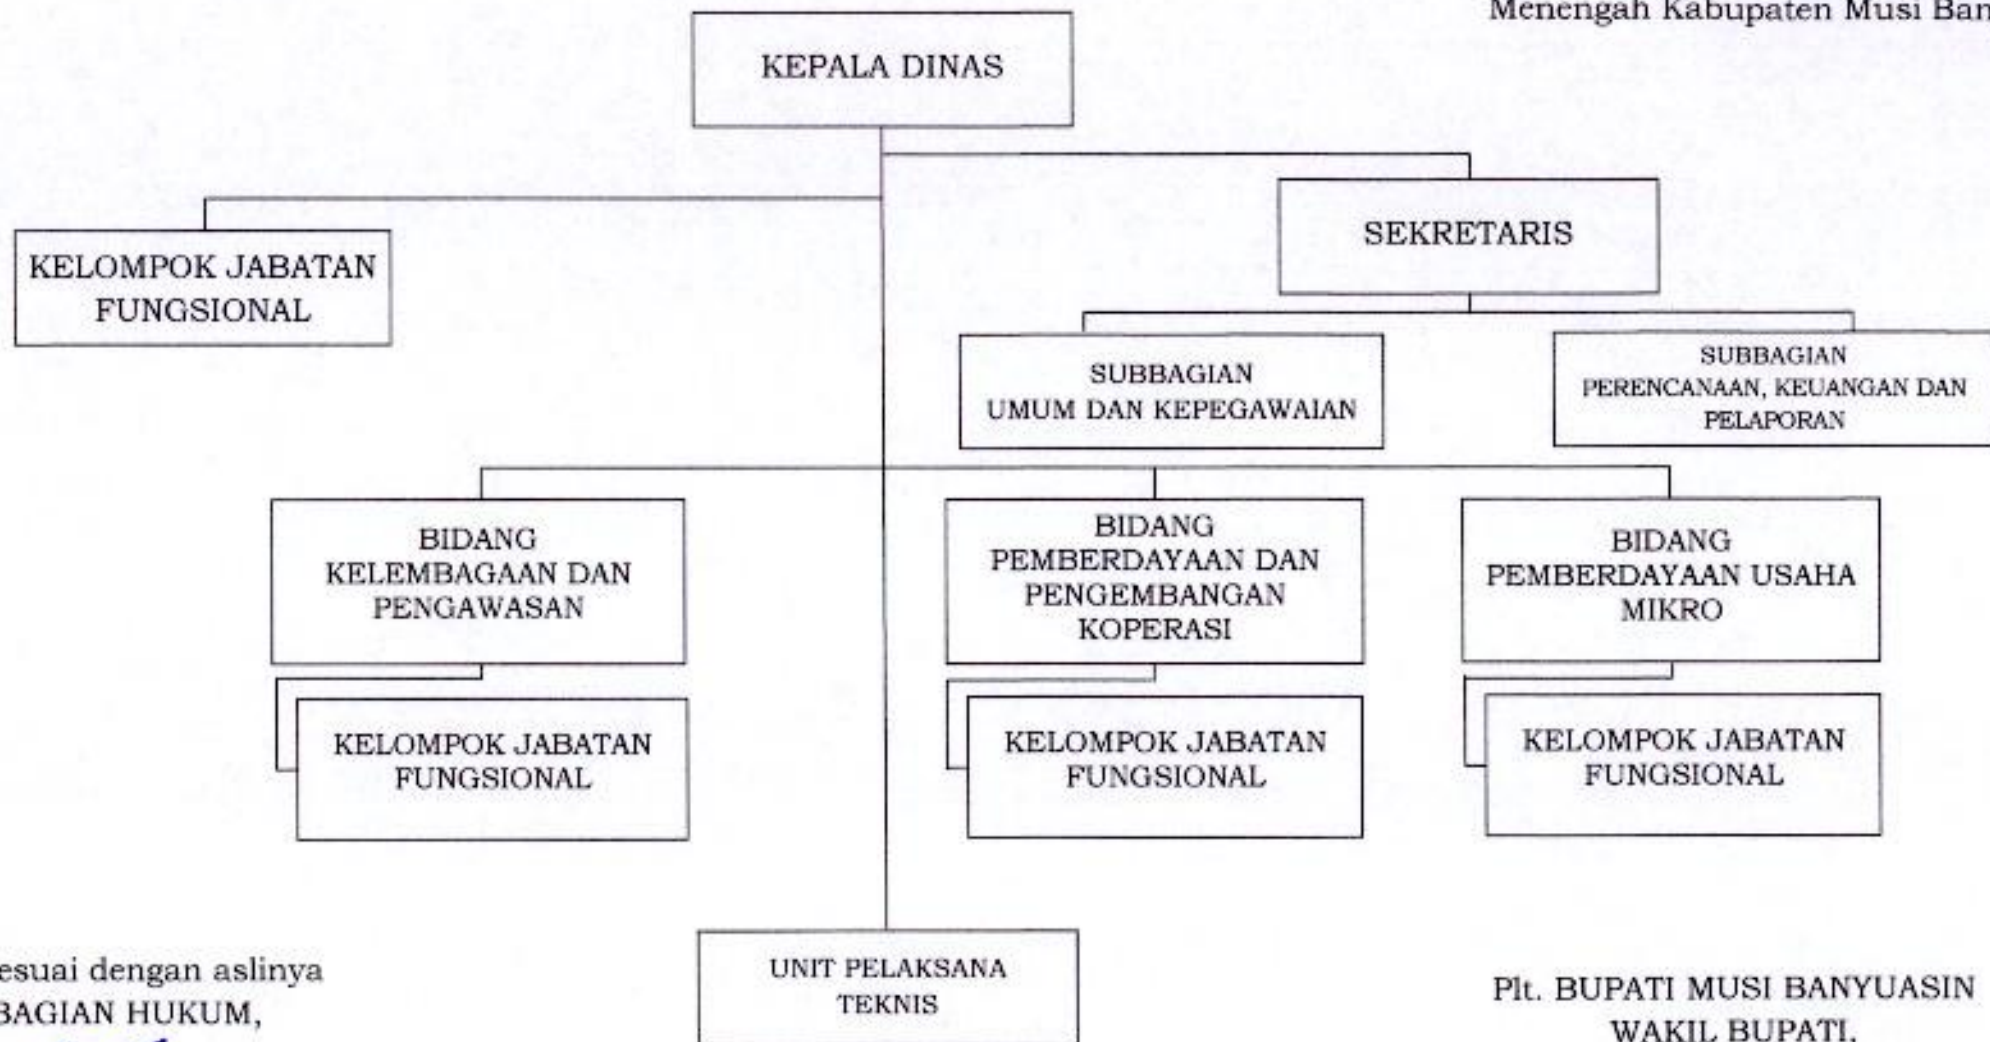 Menengah Kabupaten Musi Ban
KEPALA DINAS
SEKRETARIS
KELOMPOK JABATAN
FUNGSIONAL
SUBBAGIAN
UMUM DAN KEPEGAWAIAN
SUBBAGIAN
PERENCANAAN, KEUANGAN DAN
PELAPORAN
BIDANG
KELEMBAGAAN DAN
PENGAWASAN
BIDANG
PEMBERDAYAAN DAN
PENGEMBANGAN
KOPERASI
BIDANG
PEMBERDAYAAN USAHA
MIKRO
KELOMPOK JABATAN
FUNGSIONAL
KELOMPOK JABATAN
FUNGSIONAL
KELOMPOK JABATAN
FUNGSIONAL
UNIT PELAKSANA
TEKNIS
esuai dengan aslinya
BAGIAN HUKUM,
Plt. BUPATI MUSI BANYUASIN
WAKIL BUPATI,